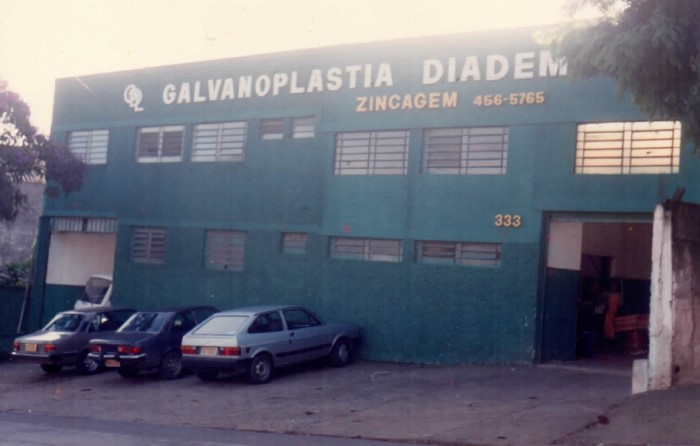 GALVANOPLASTIA DIADEM
ZINCAGEM 456-5765
333